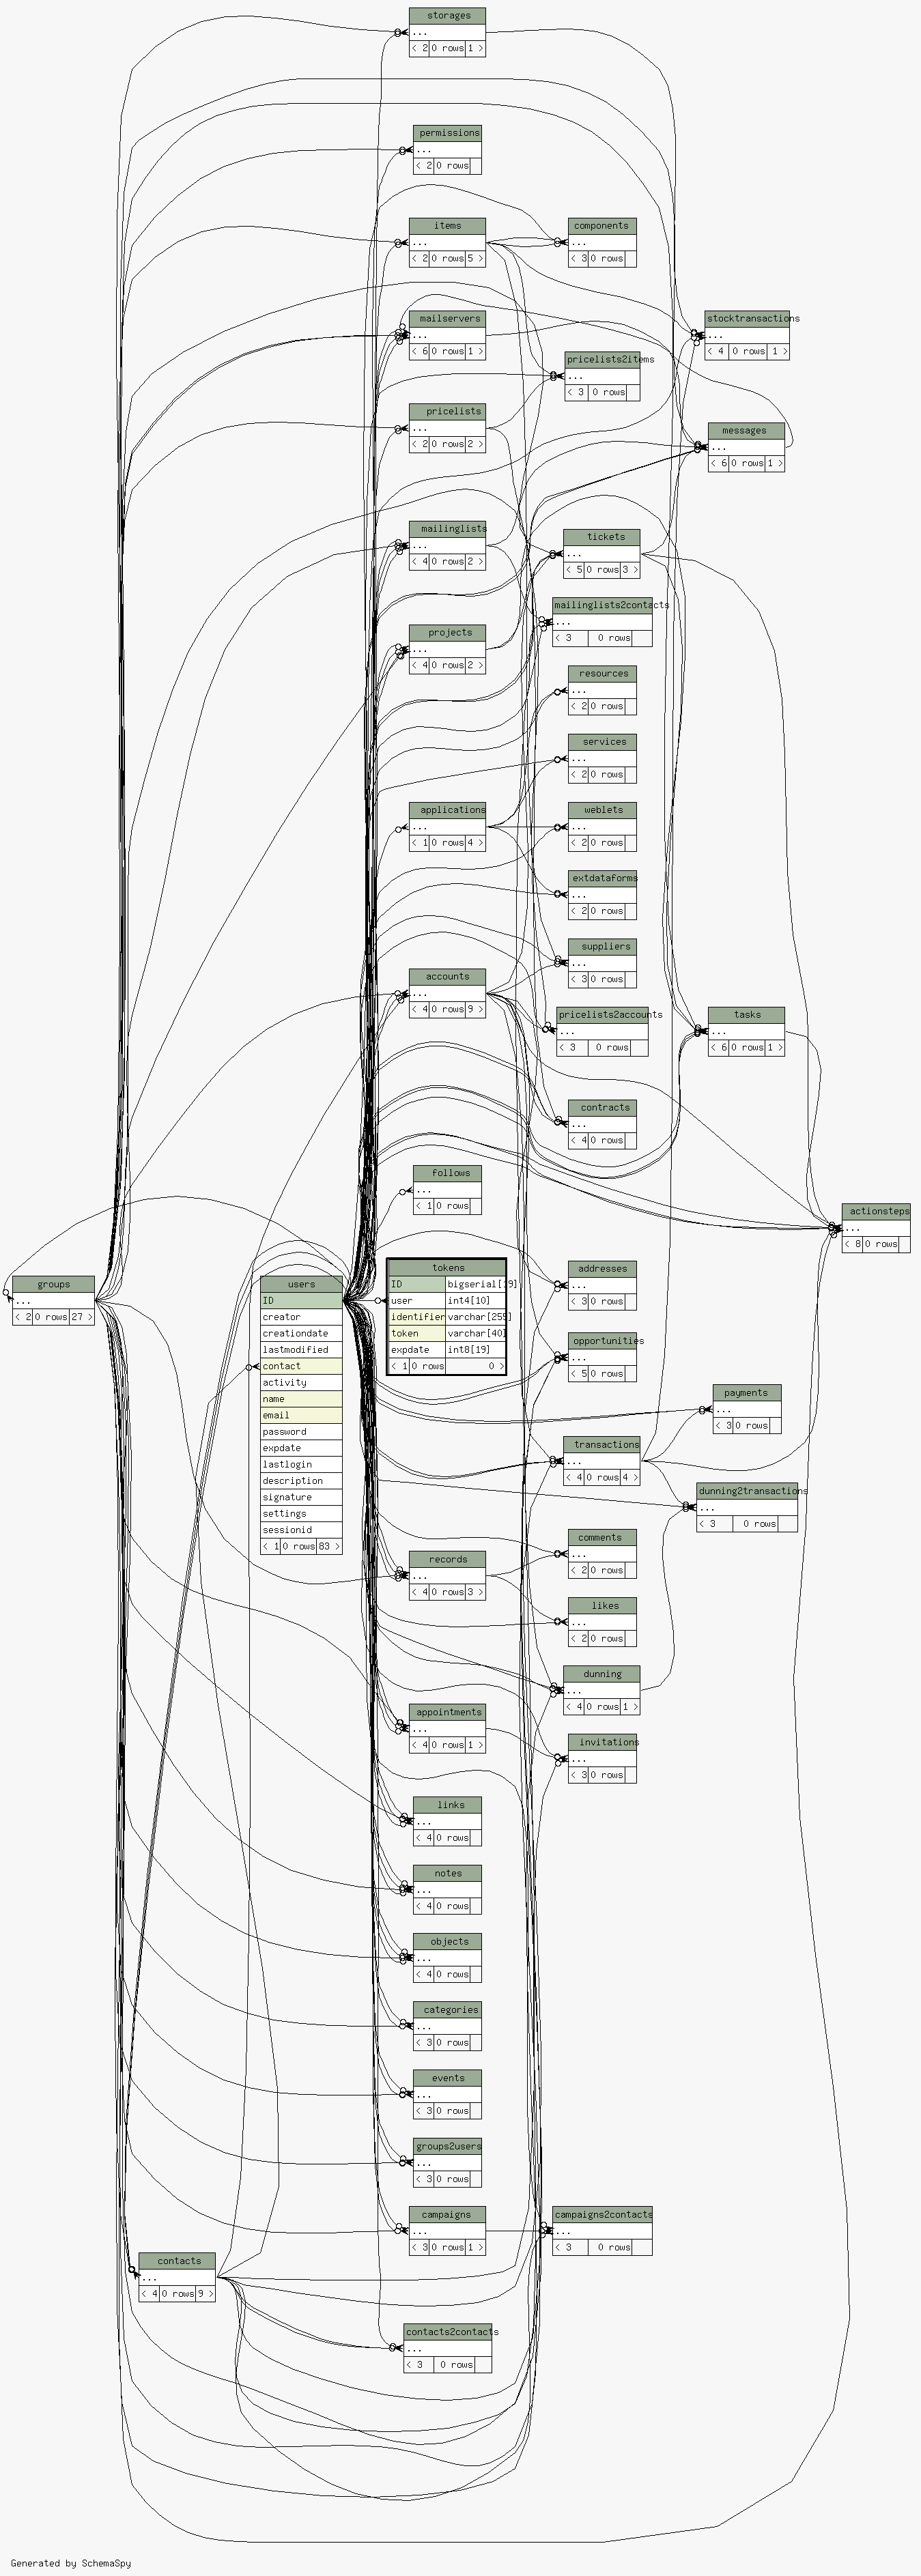 storages
...
< 2 0 rows 1 >
permissions
...
< 2 0 rows
items
...
< 2 0 rows 5 >
components
...
< 3 0 rows
mailservers
...
< 6 0 rows 1 >
stocktransactions
...
< 4 0 rows 1 >
pricelists2items
...
< 3 0 rows
pricelists
...
< 2 0 rows 2 >
messages
...
< 6 0 rows 1 >
mailinglists
...
< 4 0 rows 2 >
tickets
...
< 5 0 rows 3 >
mailinglists2contacts
...
< 3 0 rows
projects
...
< 4 0 rows 2 >
resources
...
< 2 0 rows
services
...
< 2 0 rows
applications
...
< 1 0 rows 4 >
weblets
...
< 2 0 rows
extdataforms
...
< 2 0 rows
suppliers
...
< 3 0 rows
accounts
...
< 4 0 rows 9 >
pricelists2accounts
...
< 3 0 rows
tasks
...
< 6 0 rows 1 >
contracts
...
< 4 0 rows
follows
...
< 1 0 rows
actionsteps
...
< 8 0 rows
groups
...
< 2 0 rows 27 >
users
ID
creator
creationdate
lastmodified
contact
activity
name
email
password
expdate
lastlogin
description
signature
settings
sessionid
< 1 0 rows 83 >
tokens
ID bigserial[19]
user int4[10]
identifier varchar[255]
token varchar[40]
expdate int8[19]
< 1 0 rows 0 >
addresses
...
< 3 0 rows
opportunities
...
< 5 0 rows
payments
...
< 3 0 rows
transactions
...
< 4 0 rows 4 >
dunning2transactions
...
< 3 0 rows
comments
...
< 2 0 rows
records
...
< 4 0 rows 3 >
likes
...
< 2 0 rows
dunning
...
< 4 0 rows 1 >
appointments
...
< 4 0 rows 1 >
invitations
...
< 3 0 rows
links
...
< 4 0 rows
notes
...
< 4 0 rows
objects
...
< 4 0 rows
categories
...
< 3 0 rows
events
...
< 3 0 rows
groups2users
...
< 3 0 rows
campaigns
...
< 3 0 rows 1 >
campaigns2contacts
...
< 3 0 rows
contacts
...
< 4 0 rows 9 >
contacts2contacts
...
< 3 0 rows
Generated by SchemaSpy